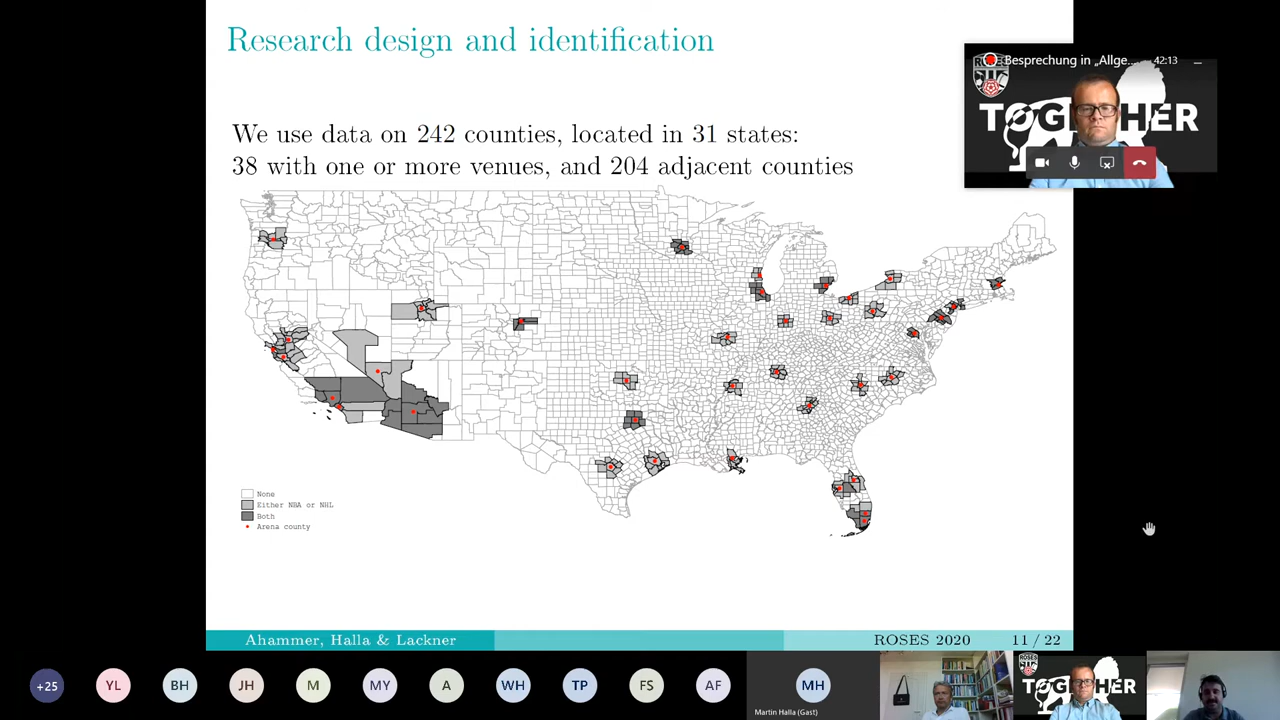 Research design and identification
We use data on 242 counties, located in 31 states:
38 with one or more venues, and 204 adjacent counties
None
Either NBA or NHL
Both
Arena county
Ahammer, Halla & Lackner
ROSES 2020
11 / 22
Besprechung in „Allge...
42:13
+25
YL
BH
JH
M
MY
A
WH
TP
FS
AF
MH
Martin Halla (Gast)